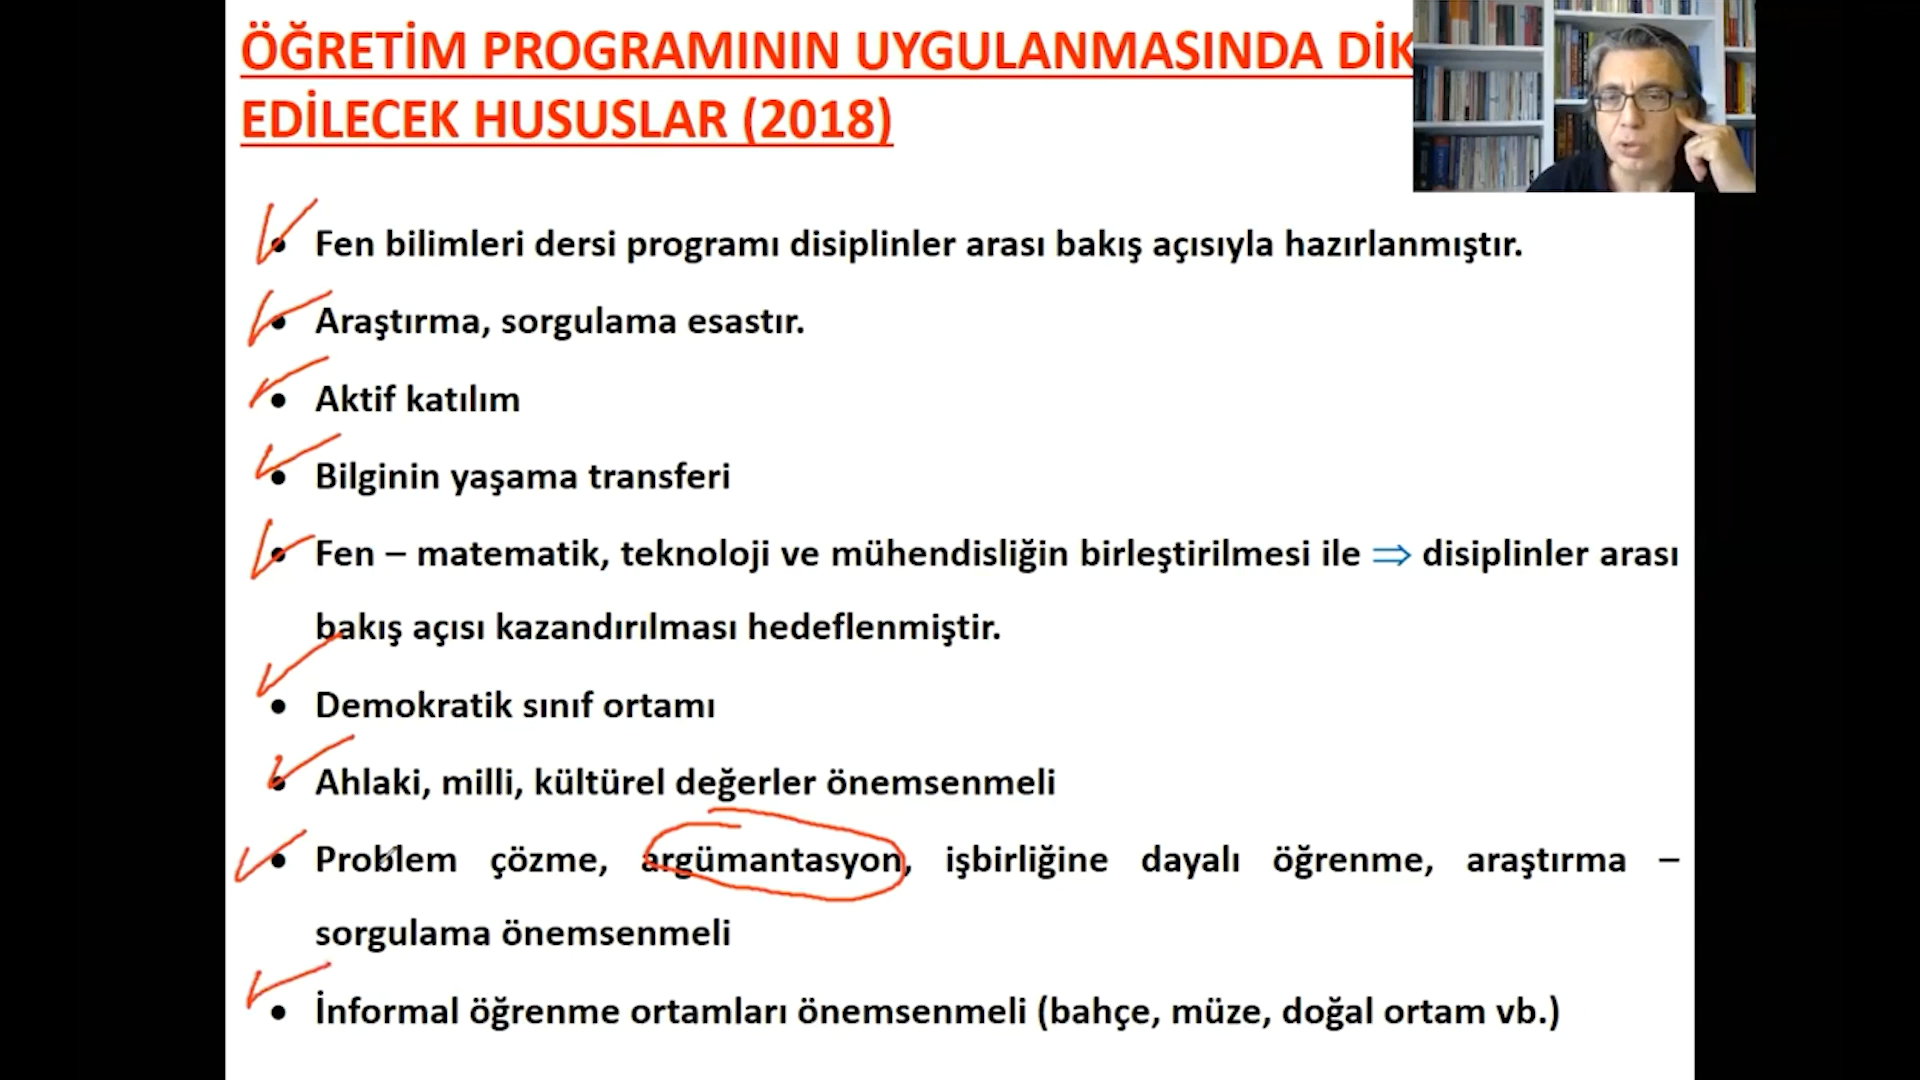 ÖĞRETİM PROGRAMININ UYGULANMASINDA
EDİLECEK HUSUSLAR (2018)
• Fen bilimleri dersi programı disiplinler arası bakış açısıyla hazırlanmıştır.
• Araştırma, sorgulama esastır.
• Aktif katılım
• Bilginin yaşama transferi
• Fen – matematik, teknoloji ve mühendisliğin birleştirilmesi ile ⇒ disiplinler arası
bakış açısı kazandırılması hedeflenmiştir.
• Demokratik sınıf ortamı
• Ahlaki, milli, kültürel değerler önemsenmeli
• Problem çözme, argümantasyon, işbirliğine dayalı öğrenme, araştırma –
sorgulama önemsenmeli
• İnformal öğrenme ortamları önemsenmeli (bahçe, müze, doğal ortam vb.)